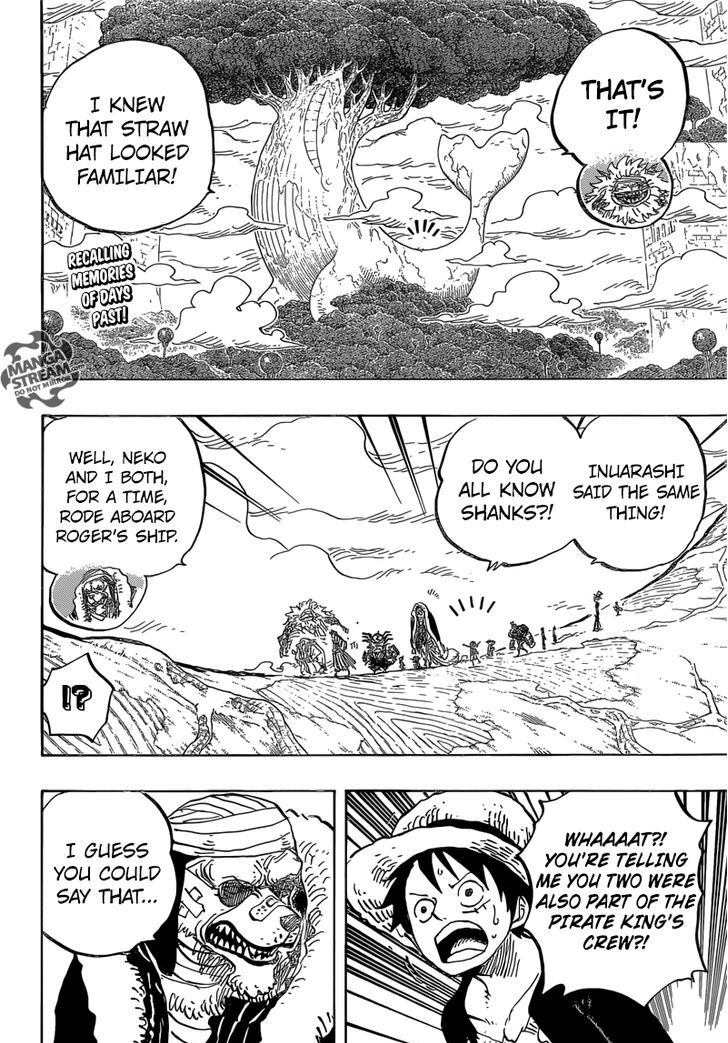 THAT'S
IT!
I KNEW
THAT STRAW
HAT LOOKED
FAMILIAR!
RECALLING
MEMORIES
OF DAYS
PAST!
MANGA
STREAM
DO NOT MIRROR
INUARASHI
SAID THE SAME
THING!
DO YOU
ALL KNOW
SHANKS?!
WELL, NEKO
AND I BOTH,
FOR A TIME,
RODE ABOARD
ROGER'S SHIP.
!?
WHAAAAT?!
YOU'RE TELLING
ME YOU TWO WERE
ALSO PART OF THE
PIRATE KING'S
CREW?!
I GUESS
YOU COULD
SAY THAT...